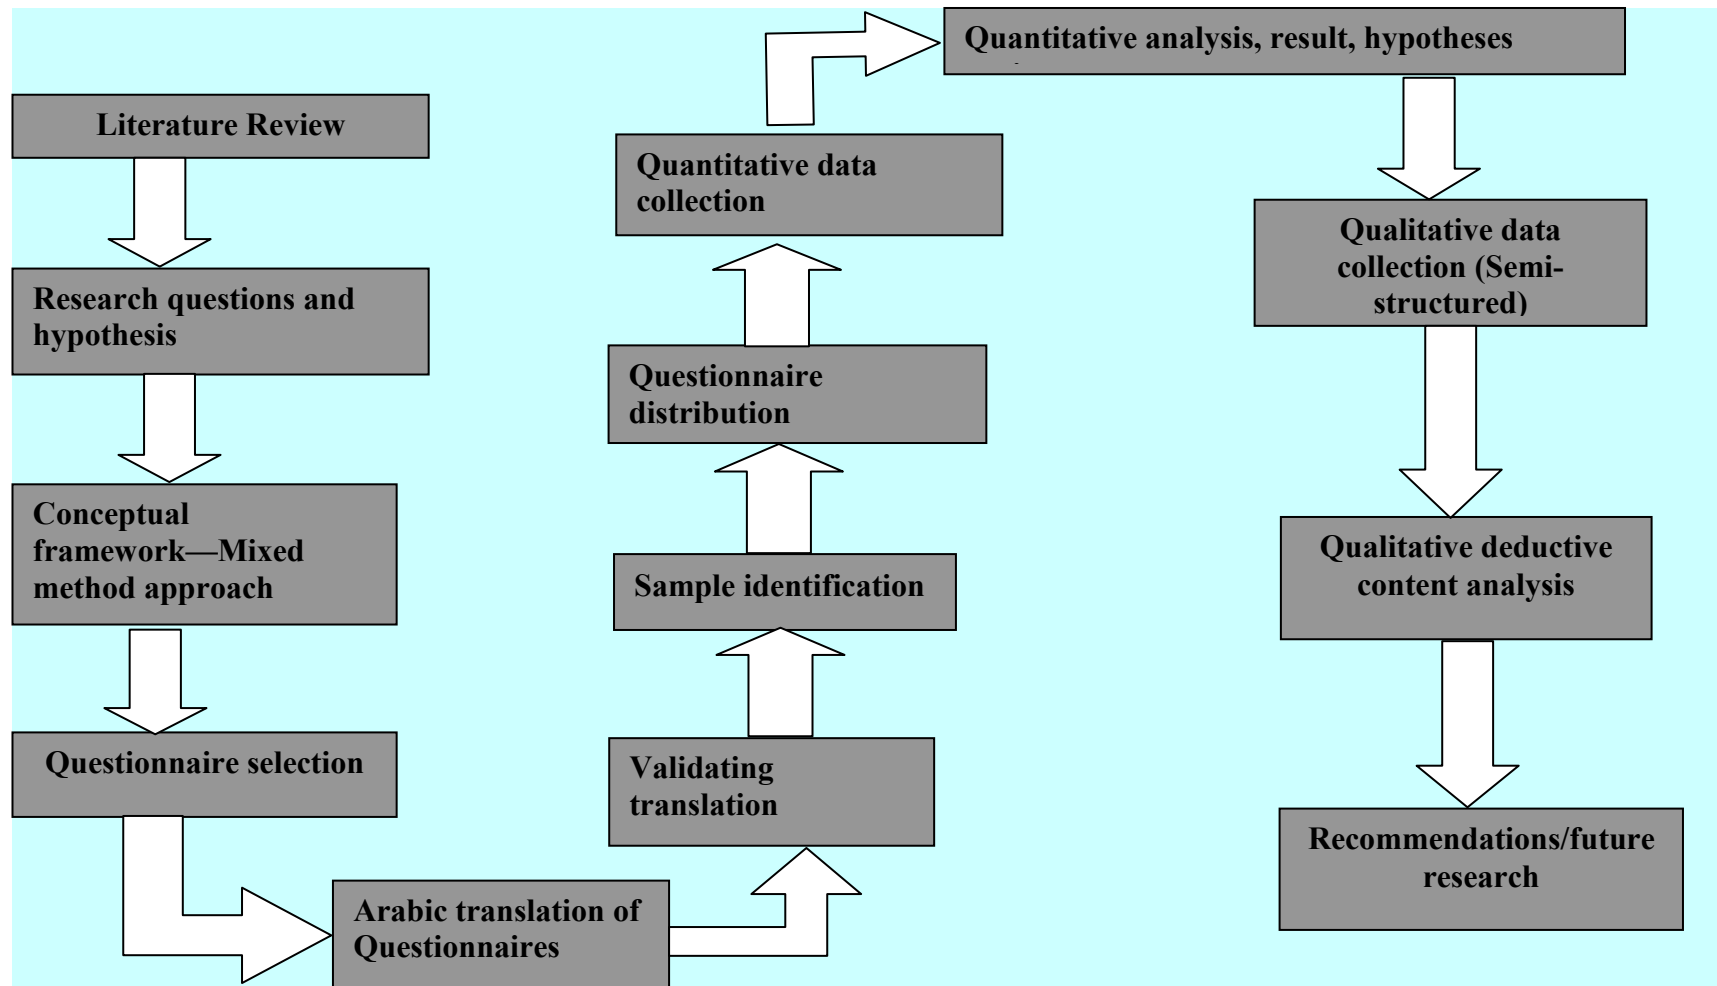 Literature Review
Research questions and
hypothesis
Conceptual
framework—Mixed
method approach
Questionnaire selection
Arabic translation of
Questionnaires
Validating
translation
Sample identification
Questionnaire
distribution
Quantitative data
collection
Quantitative analysis, result, hypotheses
Qualitative data
collection (Semi-
structured)
Qualitative deductive
content analysis
Recommendations/future
research